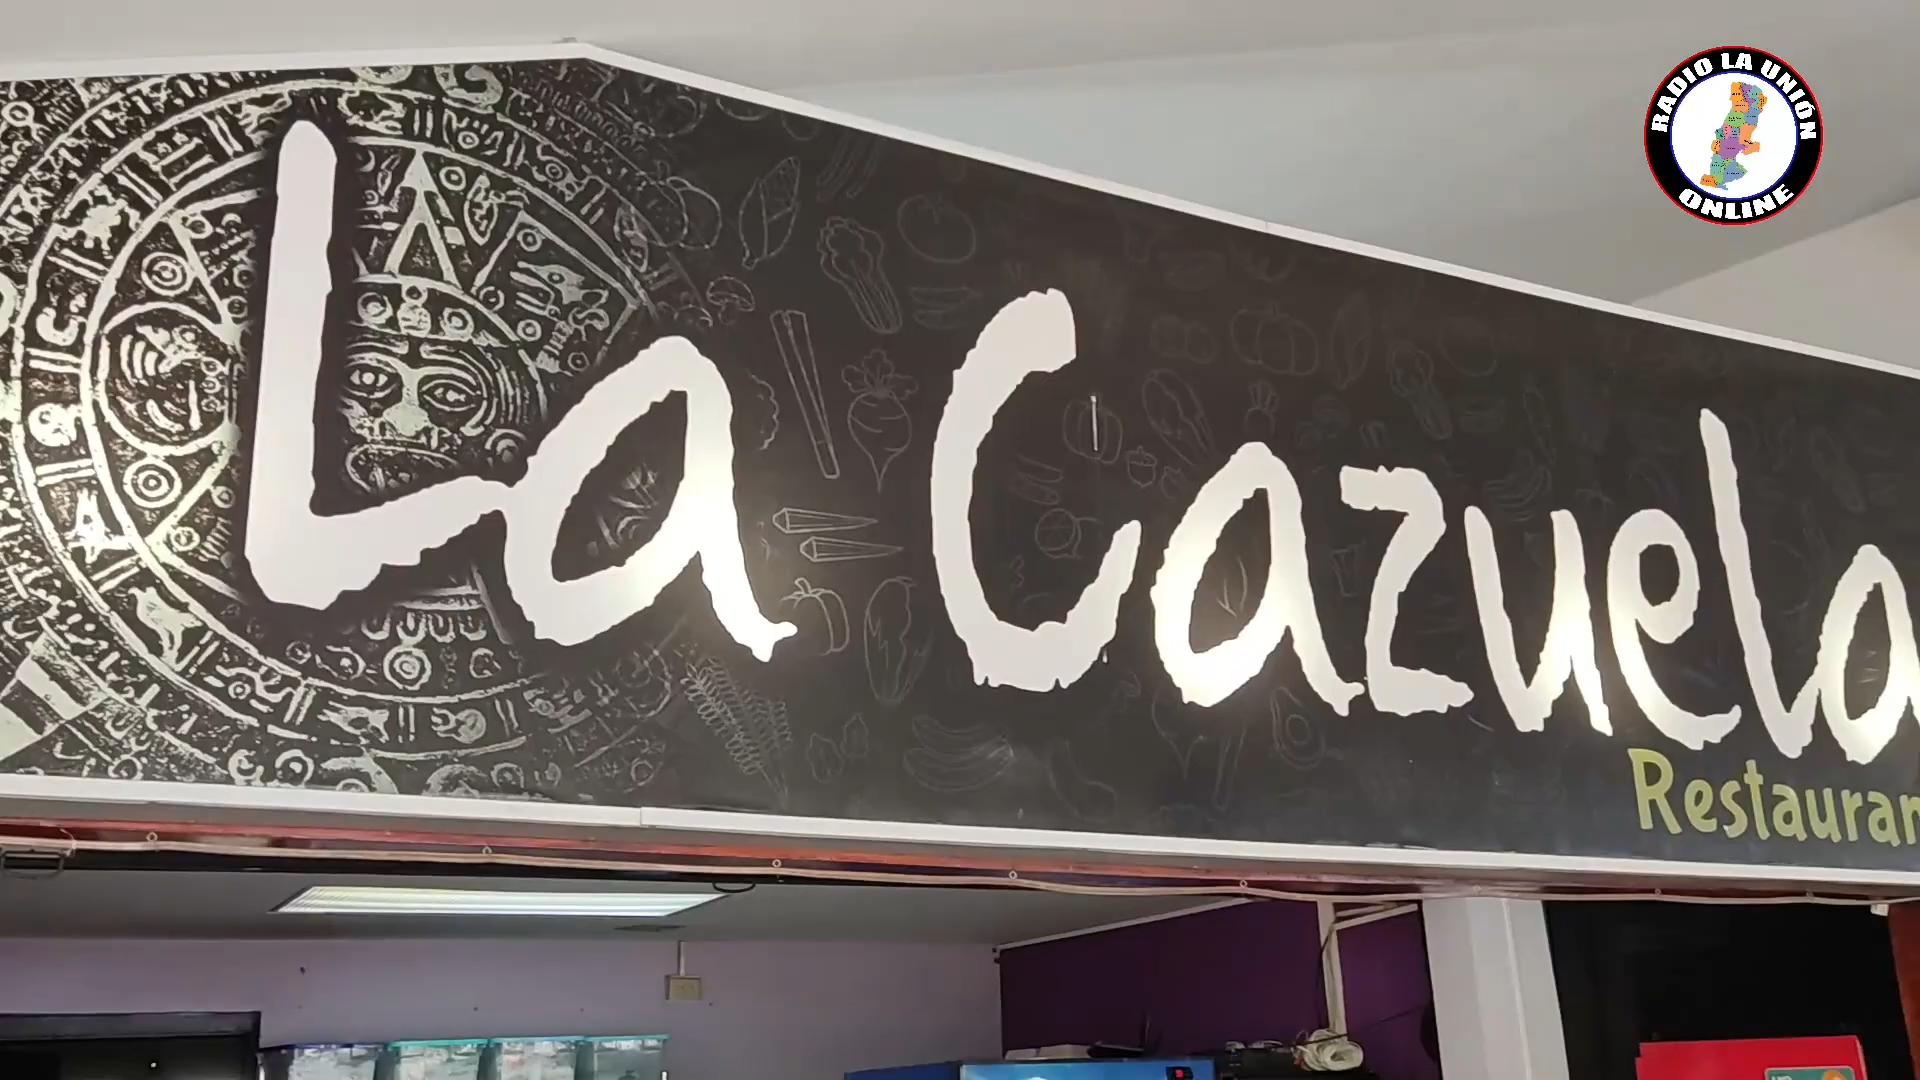 La Cazuela
Restauran
RADIO LA UNIÓN
ONLINE